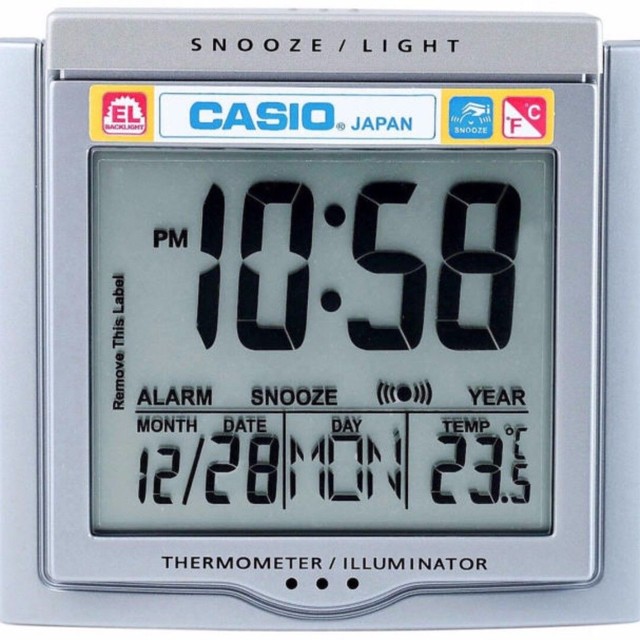 SNOOZE / LIGHT
EL
BACKLIGHT
CASIO® JAPAN
SNOOZE
°C
°F
PM 10:58
Remove This Label
ALARM SNOOZE YEAR
MONTH DATE DAY TEMP
12/28 MON 23.5 °C
THERMOMETER / ILLUMINATOR